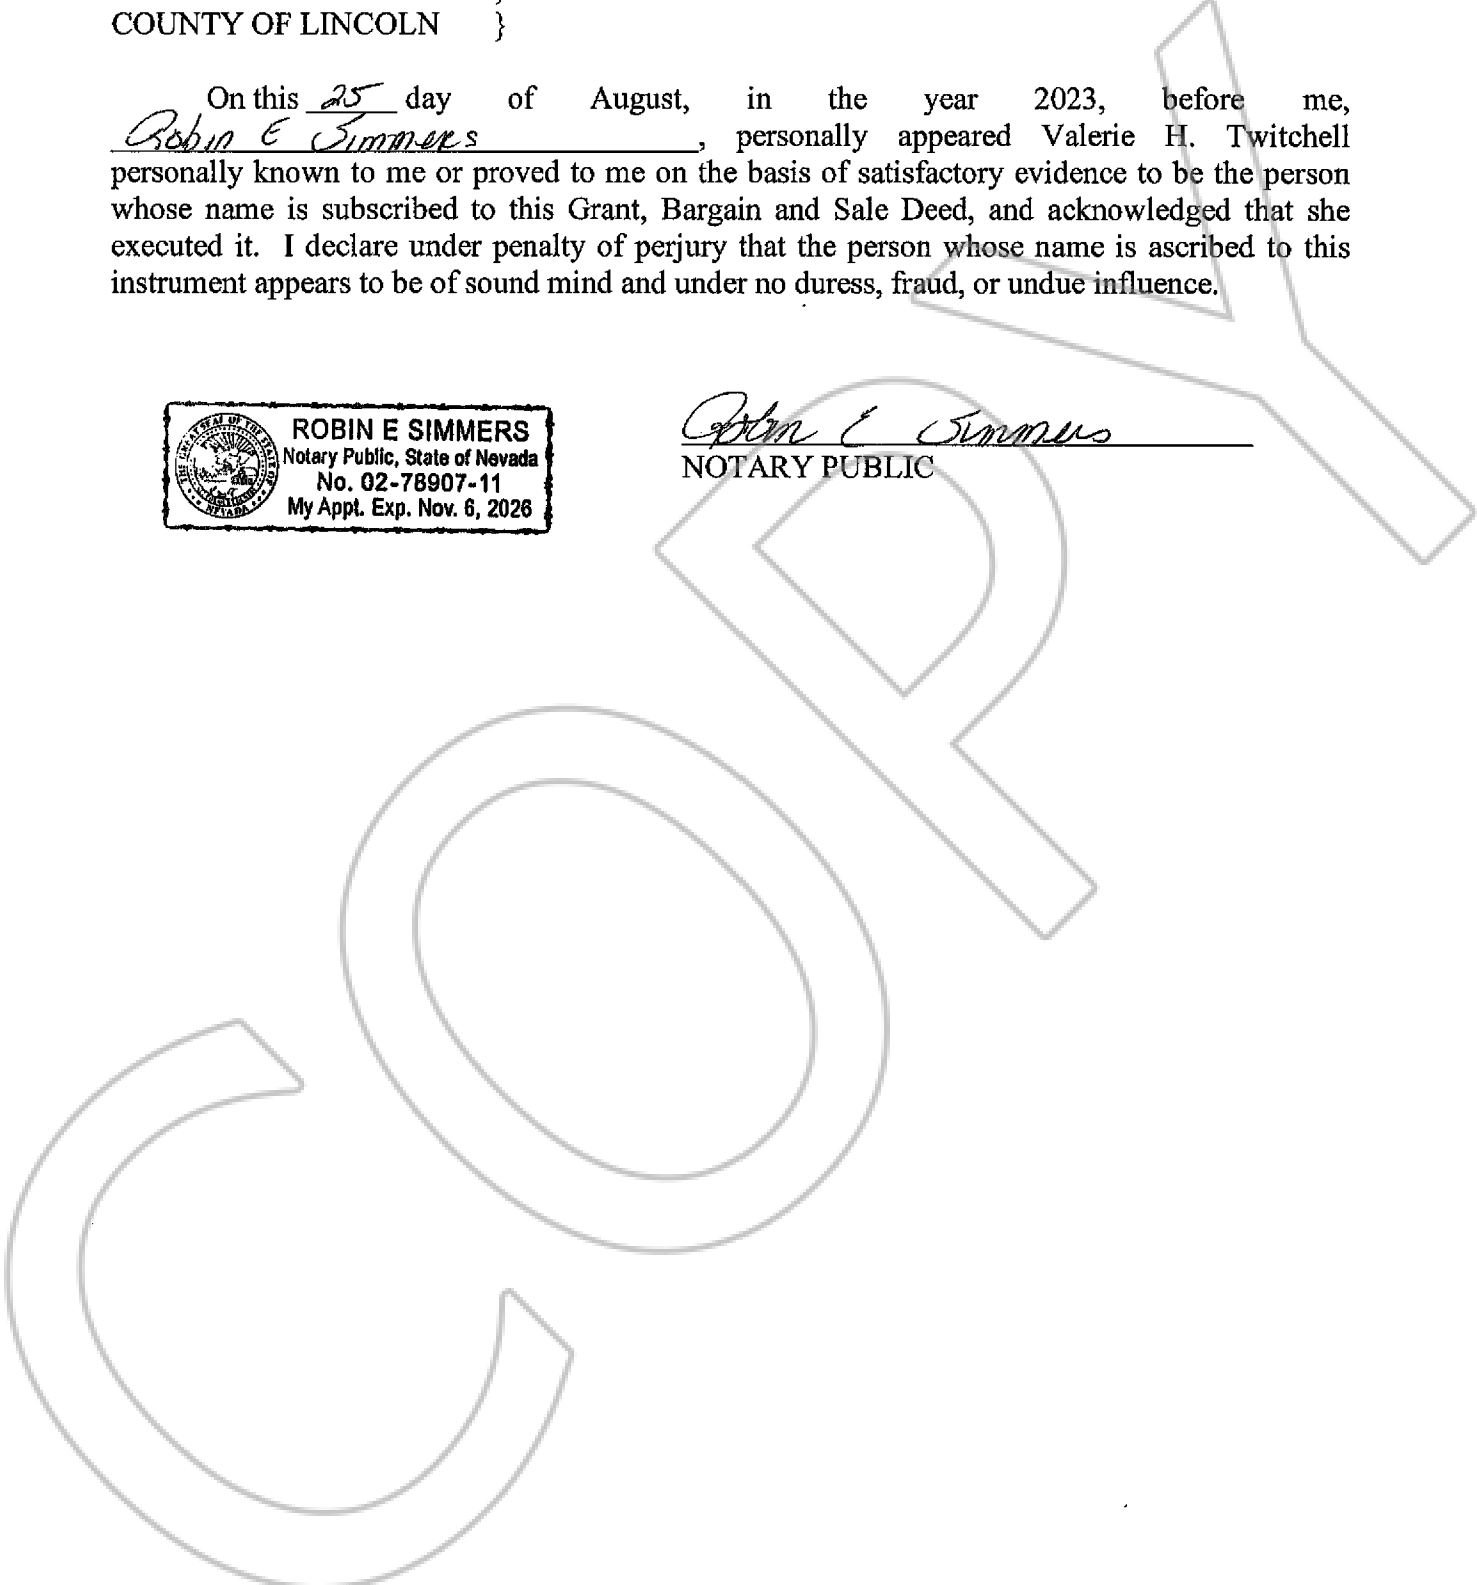 COUNTY OF LINCOLN }
On this 25 day of August, in the year 2023, before me,
Robin E Simmers, personally appeared Valerie H. Twitchell
personally known to me or proved to me on the basis of satisfactory evidence to be the person
whose name is subscribed to this Grant, Bargain and Sale Deed, and acknowledged that she
executed it. I declare under penalty of perjury that the person whose name is ascribed to this
instrument appears to be of sound mind and under no duress, fraud, or undue influence.
ROBIN E SIMMERS
Notary Public, State of Nevada
No. 02-78907-11
My Appt. Exp. Nov. 6, 2026
Robin E Simmers
NOTARY PUBLIC
COPY